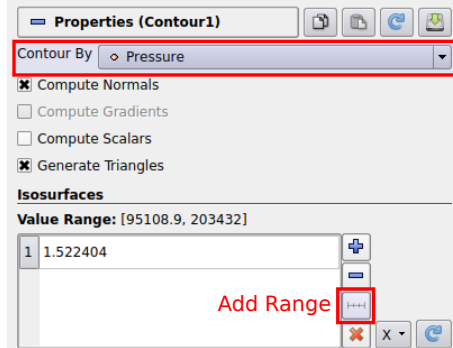 Properties (Contour1)
Contour By Pressure
Compute Normals
Compute Gradients
Compute Scalars
Generate Triangles
Isosurfaces
Value Range: [95108.9, 203432]
1 1.522404
Add Range
X